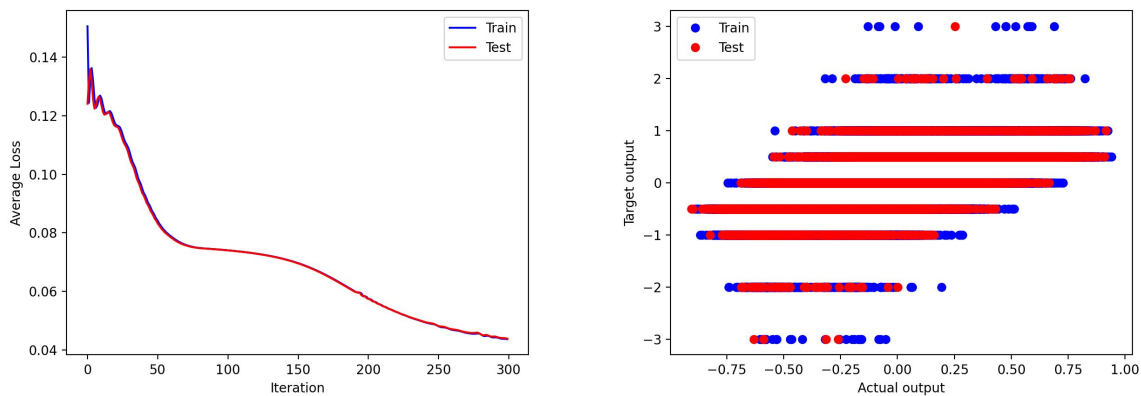 0.14
0.12
0.10
0.08
0.06
0.04
Average Loss
0 50 100 150 200 250 300
Iteration
Train
Test
3
2
1
0
−1
−2
−3
Target output
−0.75 −0.50 −0.25 0.00 0.25 0.50 0.75 1.00
Actual output
Train
Test